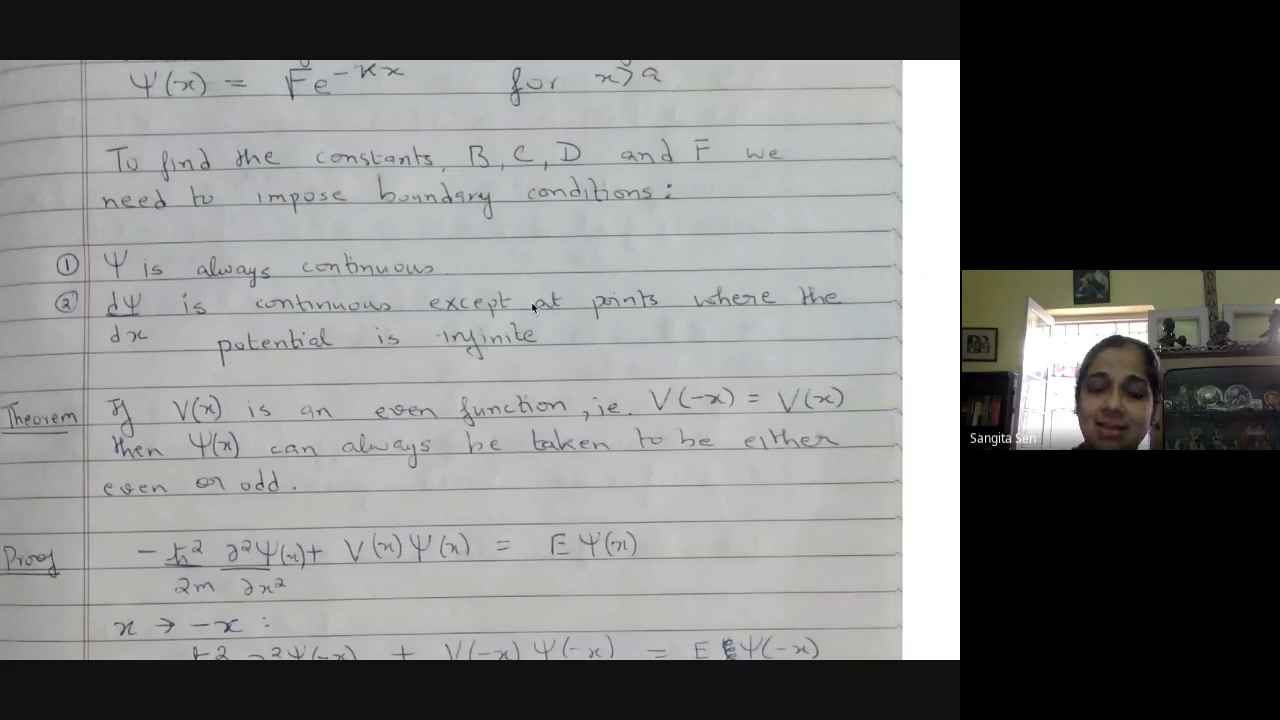 Ψ(x) = Fe^{-κx} for x>a
To find the constants, B, C, D and F we
need to impose boundary conditions:
① Ψ is always continuous.
② dΨ/dx is continuous except at points where the
potential is infinite
Theorem If V(x) is an even function, ie. V(-x) = V(x)
then Ψ(x) can always be taken to be either
even or odd.
Proof -ħ²/2m ∂²Ψ(x)/∂x² + V(x)Ψ(x) = EΨ(x)
x → -x :
ħ² ∂²Ψ(-x) + V(-x)Ψ(-x) = EΨ(-x)
Sangita Sen